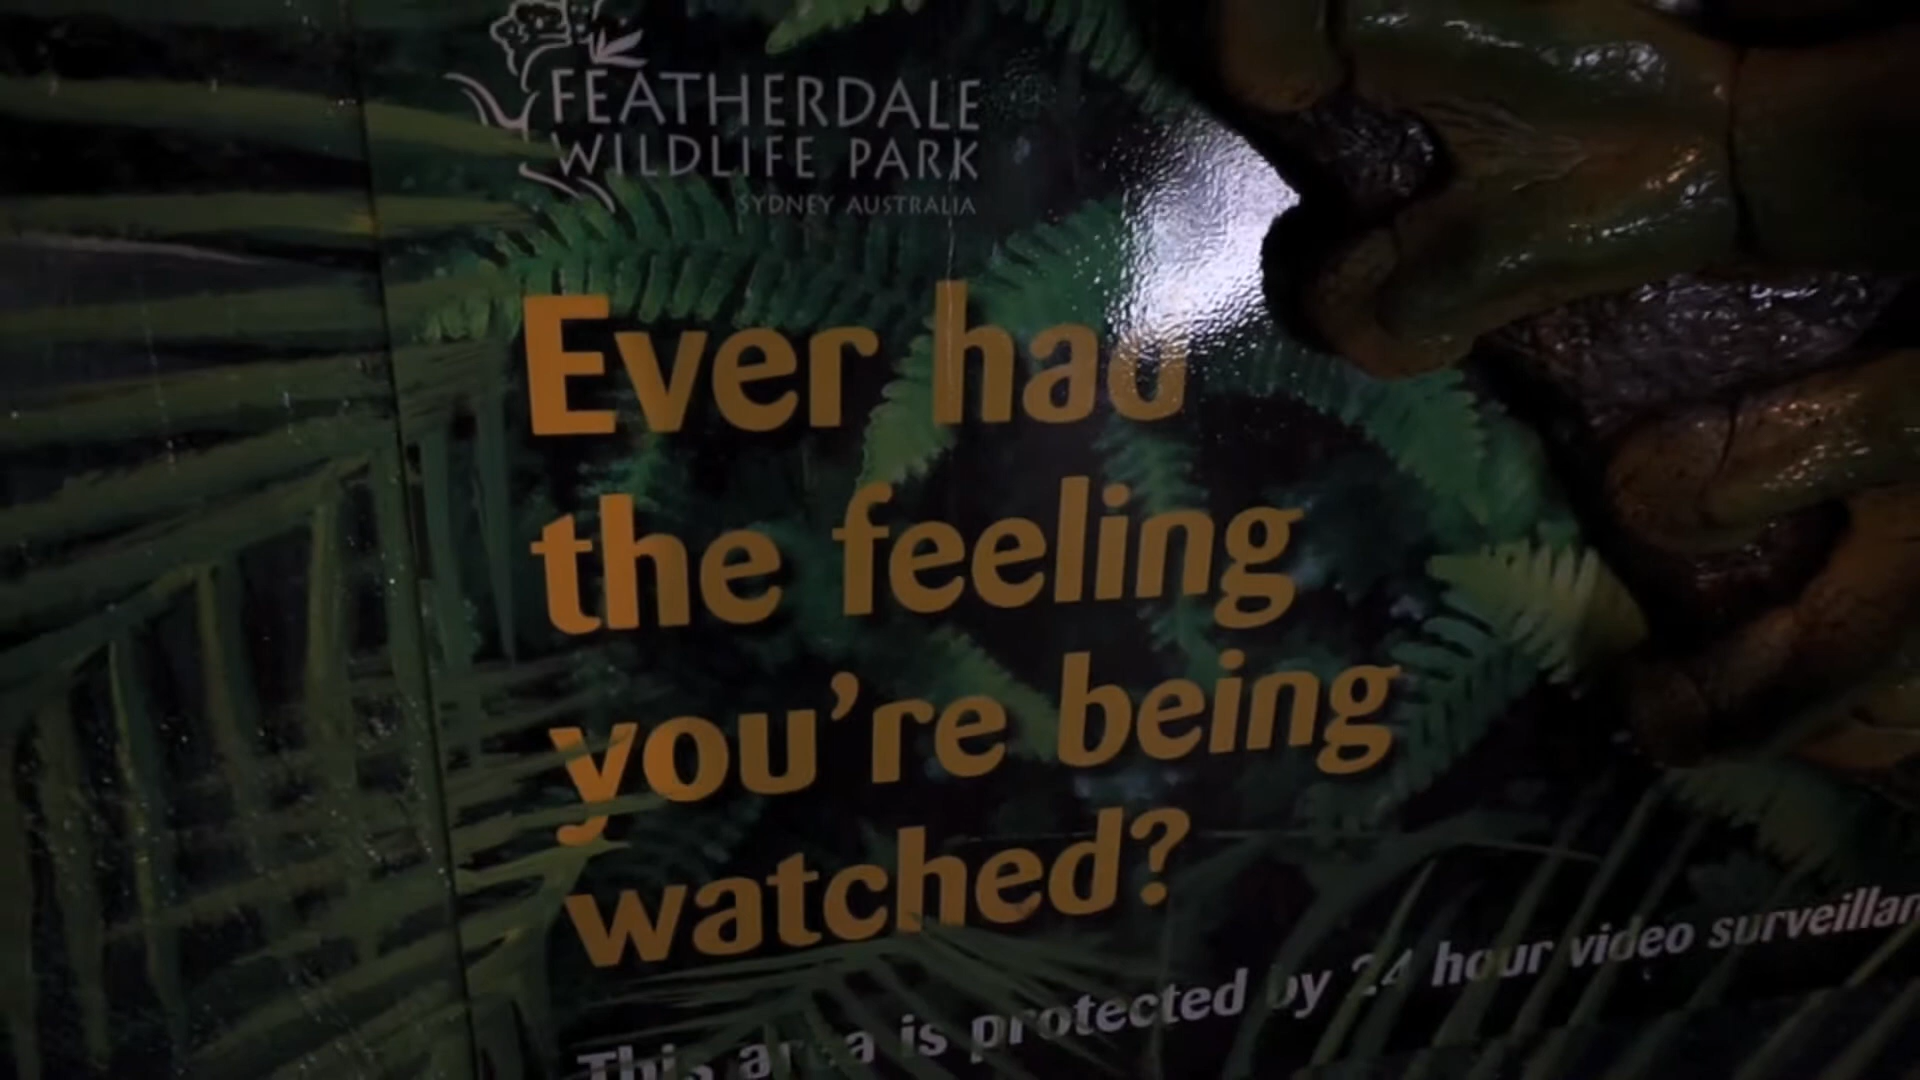 FEATHERDALE
WILDLIFE PARK
SYDNEY AUSTRALIA
Ever had
the feeling
you're being
watched?
This area is protected by 24 hour video